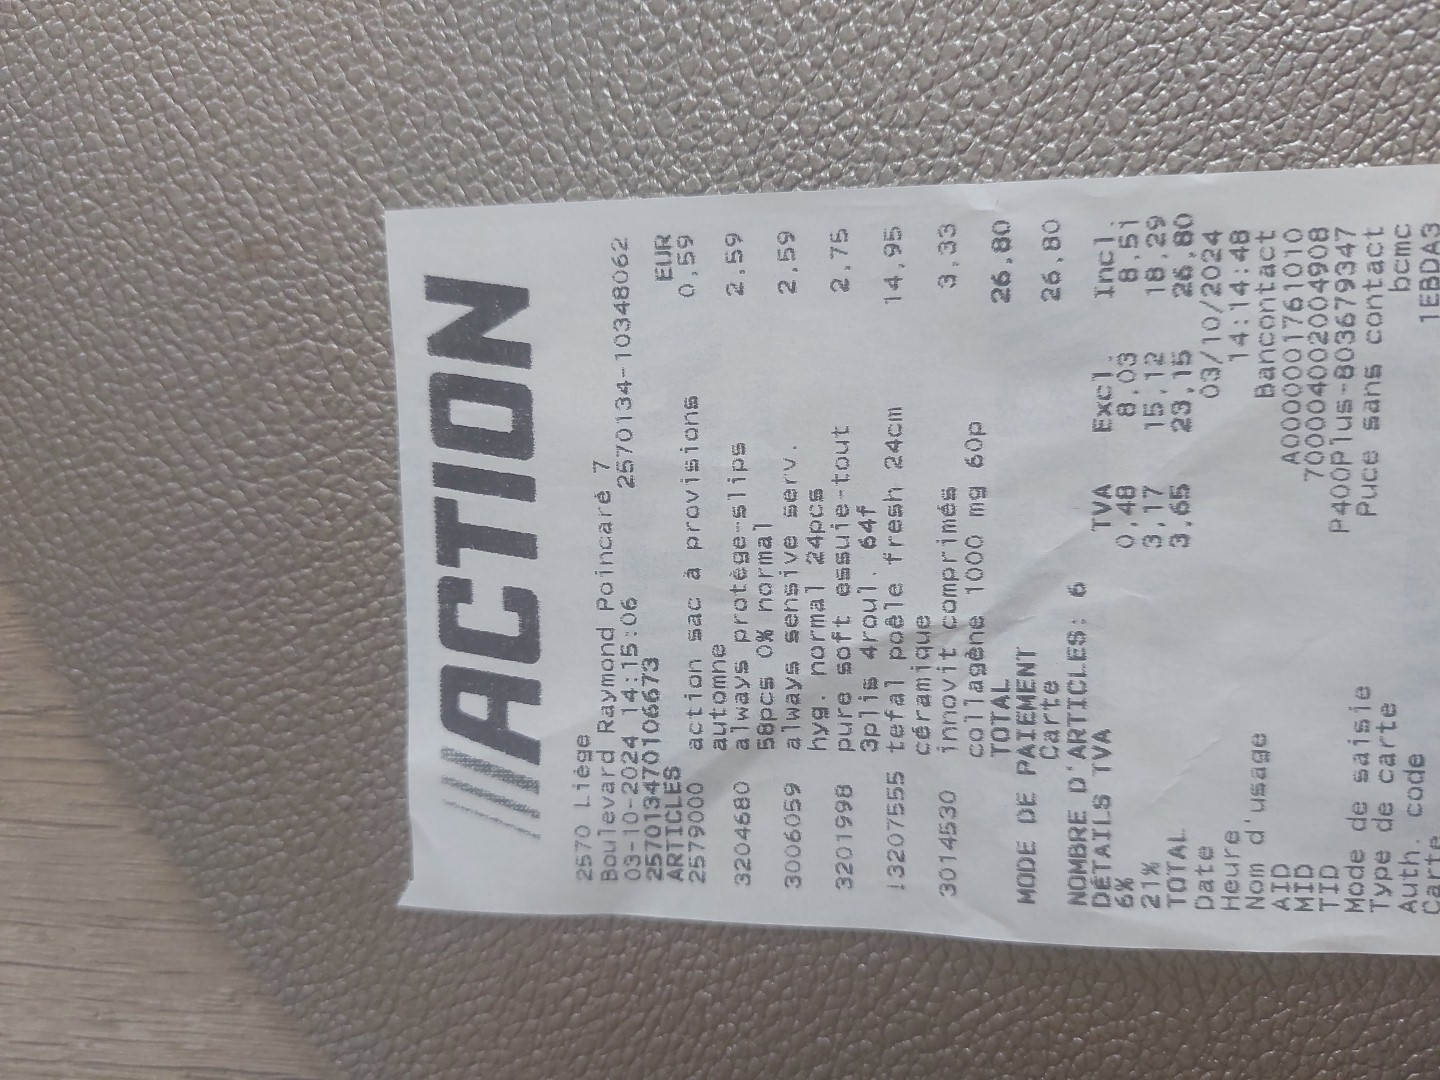 ACTION
2570 Liège
Boulevard Raymond Poincaré 7
03-10-2024 14:15:06 2570134-10348062
257013470106673
ARTICLES EUR
2579000 action sac à provisions 0,59
automne
3204680 always protège-slips 2,59
58pcs 0% normal
3006059 always sensive serv. 2,59
hyg. normal 24pcs
3201998 pure soft essuie-tout 2,75
3plis 4roul. 64f
!3207555 tefal poêle fresh 24cm 14,95
céramique
3014530 innovit comprimés 3,33
collagène 1000 mg 60p
TOTAL 26,80
MODE DE PAIEMENT
Carte 26,80
NOMBRE D'ARTICLES: 6
DÉTAILS TVA TVA Excl. Incl.
6% 0,48 8,03 8,51
21% 3,17 15,12 18,29
TOTAL 3,65 23,15 26,80
Date 03/10/2024
Heure 14:14:48
Nom d'usage Bancontact
AID A0000001761010
MID 70004002004908
TID P400Plus-803679347
Mode de saisie Puce sans contact
Type de carte bcmc
Auth. code 1EBDA3
Carte